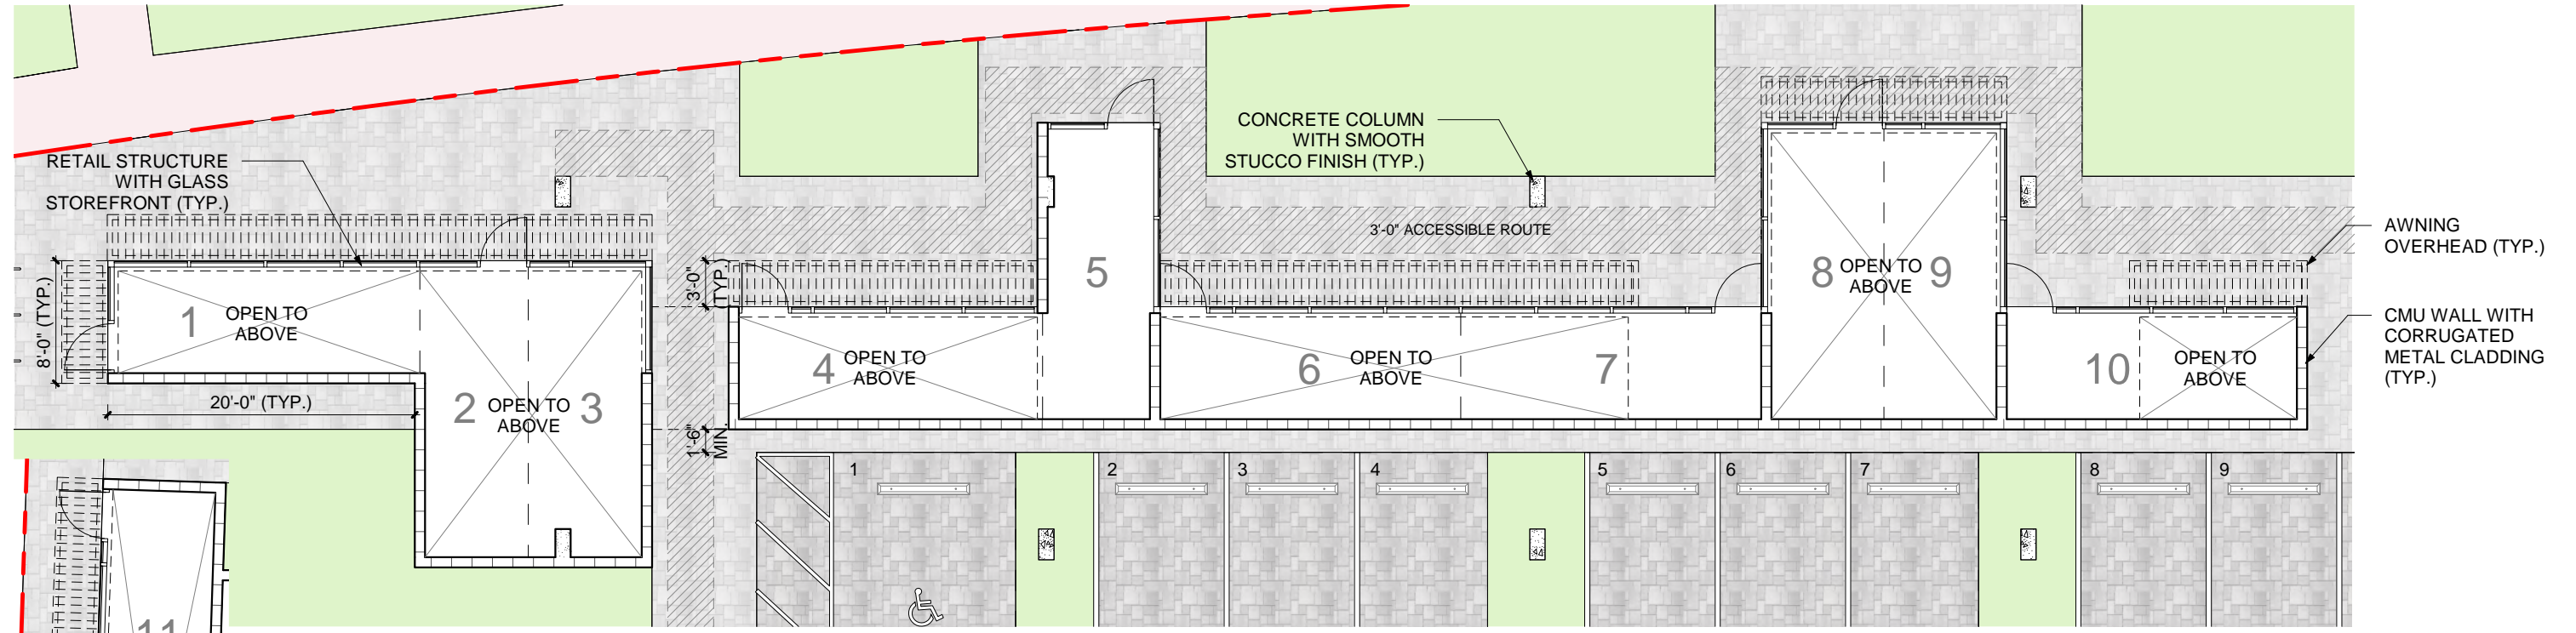 RETAIL STRUCTURE
WITH GLASS
STOREFRONT (TYP.)
CONCRETE COLUMN
WITH SMOOTH
STUCCO FINISH (TYP.)
3'-0" ACCESSIBLE ROUTE
AWNING
OVERHEAD (TYP.)
CMU WALL WITH
CORRUGATED
METAL CLADDING
(TYP.)
8'-0" (TYP.)
20'-0" (TYP.)
3'-0"
(TYP.)
1'-6"
MIN.
1
OPEN TO
ABOVE
2
OPEN TO
ABOVE
3
4
OPEN TO
ABOVE
5
6
OPEN TO
ABOVE
7
8
OPEN TO
ABOVE
9
10
OPEN TO
ABOVE
11
1
2
3
4
5
6
7
8
9